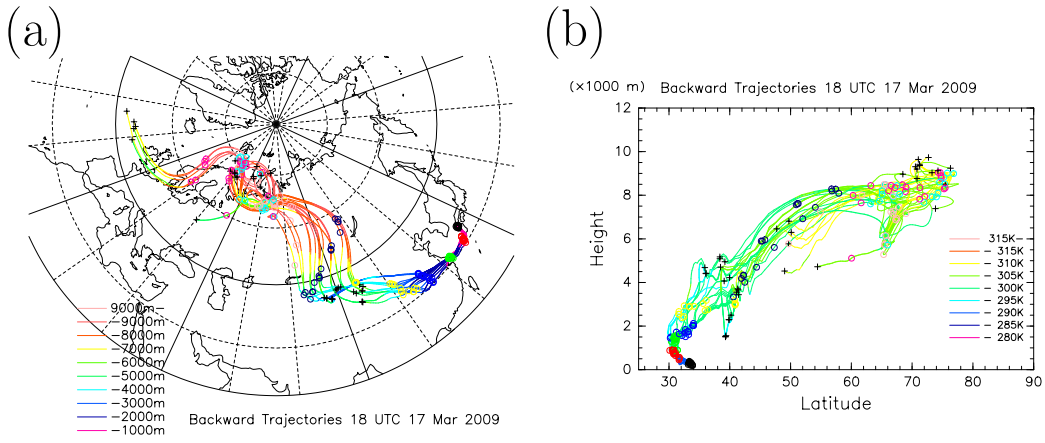 (a)
9000m-
-9000m
-8000m
-7000m
-6000m
-5000m
-4000m
-3000m
-2000m
-1000m
Backward Trajectories 18 UTC 17 Mar 2009
(b)
(×1000 m) Backward Trajectories 18 UTC 17 Mar 2009
12
10
8
6
4
2
0
Height
30 40 50 60 70 80 90
Latitude
315K-
- 315K
- 310K
- 305K
- 300K
- 295K
- 290K
- 285K
- 280K